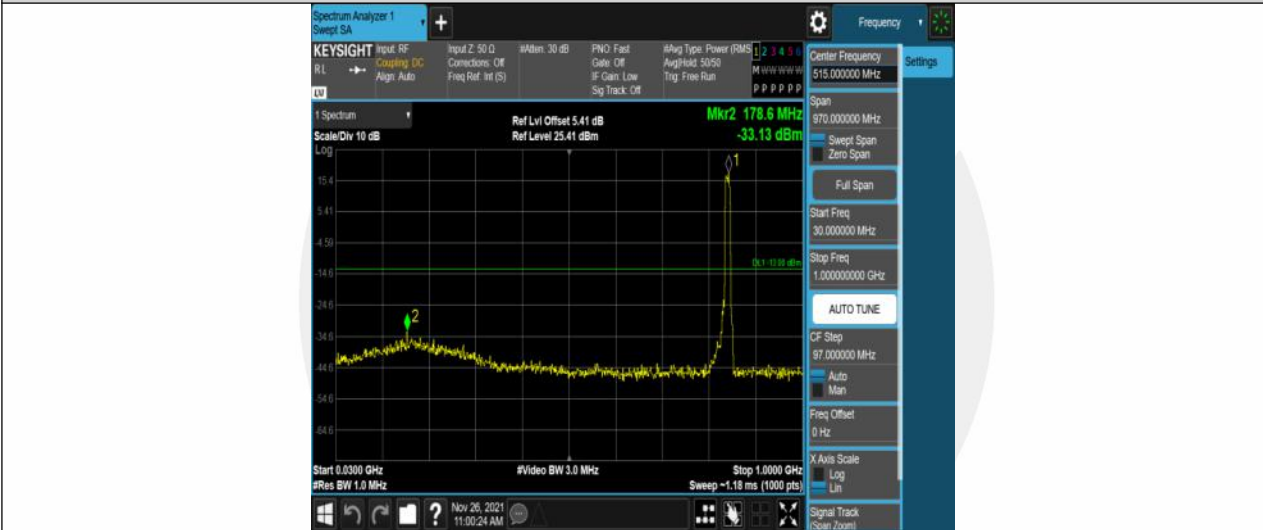 Spectrum Analyzer 1
Swept SA
+
Frequency
KEYSIGHT
RL
Input: RF
Coupling: DC
Align: Auto
Input Z: 50 Ω
Corrections: Off
Freq Ref: Int (S)
#Atten: 30 dB
PNO: Fast
Gate: Off
IF Gain: Low
Sig Track: Off
#Avg Type: Power (RMS
Avg|Hold: 50/50
Trig: Free Run
1 2 3 4 5 6
M W W W W W
P P P P P P
LV
1 Spectrum
Scale/Div 10 dB
Log
Ref Lvl Offset 5.41 dB
Ref Level 25.41 dBm
Mkr2 178.6 MHz
-33.13 dBm
15.4
5.41
-4.59
-14.6
-24.6
-34.6
-44.6
-54.6
-64.6
1
DL1 -13.00 dBm
2
Start 0.0300 GHz
#Res BW 1.0 MHz
#Video BW 3.0 MHz
Stop 1.0000 GHz
Sweep ~1.18 ms (1000 pts)
Center Frequency
515.000000 MHz
Settings
Span
970.000000 MHz
Swept Span
Zero Span
Full Span
Start Freq
30.000000 MHz
Stop Freq
1.000000000 GHz
AUTO TUNE
CF Step
97.000000 MHz
Auto
Man
Freq Offset
0 Hz
X Axis Scale
Log
Lin
Signal Track
(Span Zoom)
?
Nov 26, 2021
11:00:24 AM